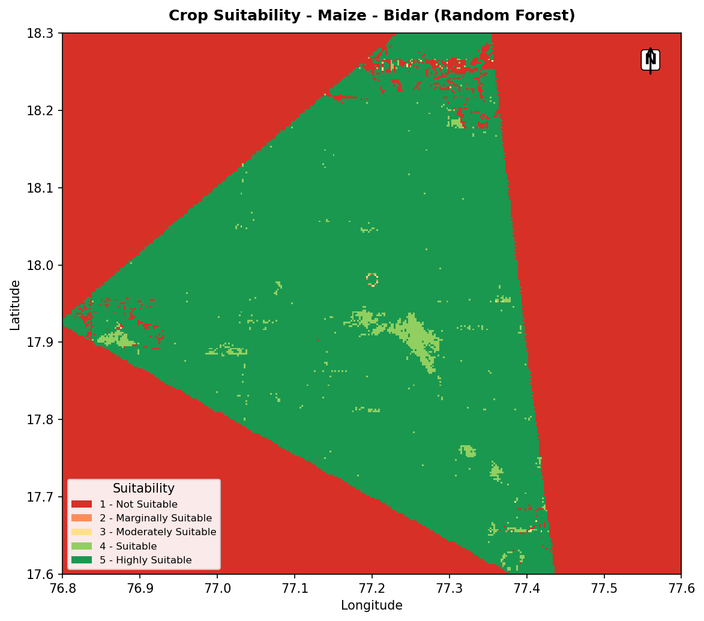 Crop Suitability - Maize - Bidar (Random Forest)
18.3
18.2
18.1
18.0
17.9
17.8
17.7
17.6
Latitude
N
Suitability
1 - Not Suitable
2 - Marginally Suitable
3 - Moderately Suitable
4 - Suitable
5 - Highly Suitable
76.8 76.9 77.0 77.1 77.2 77.3 77.4 77.5 77.6
Longitude